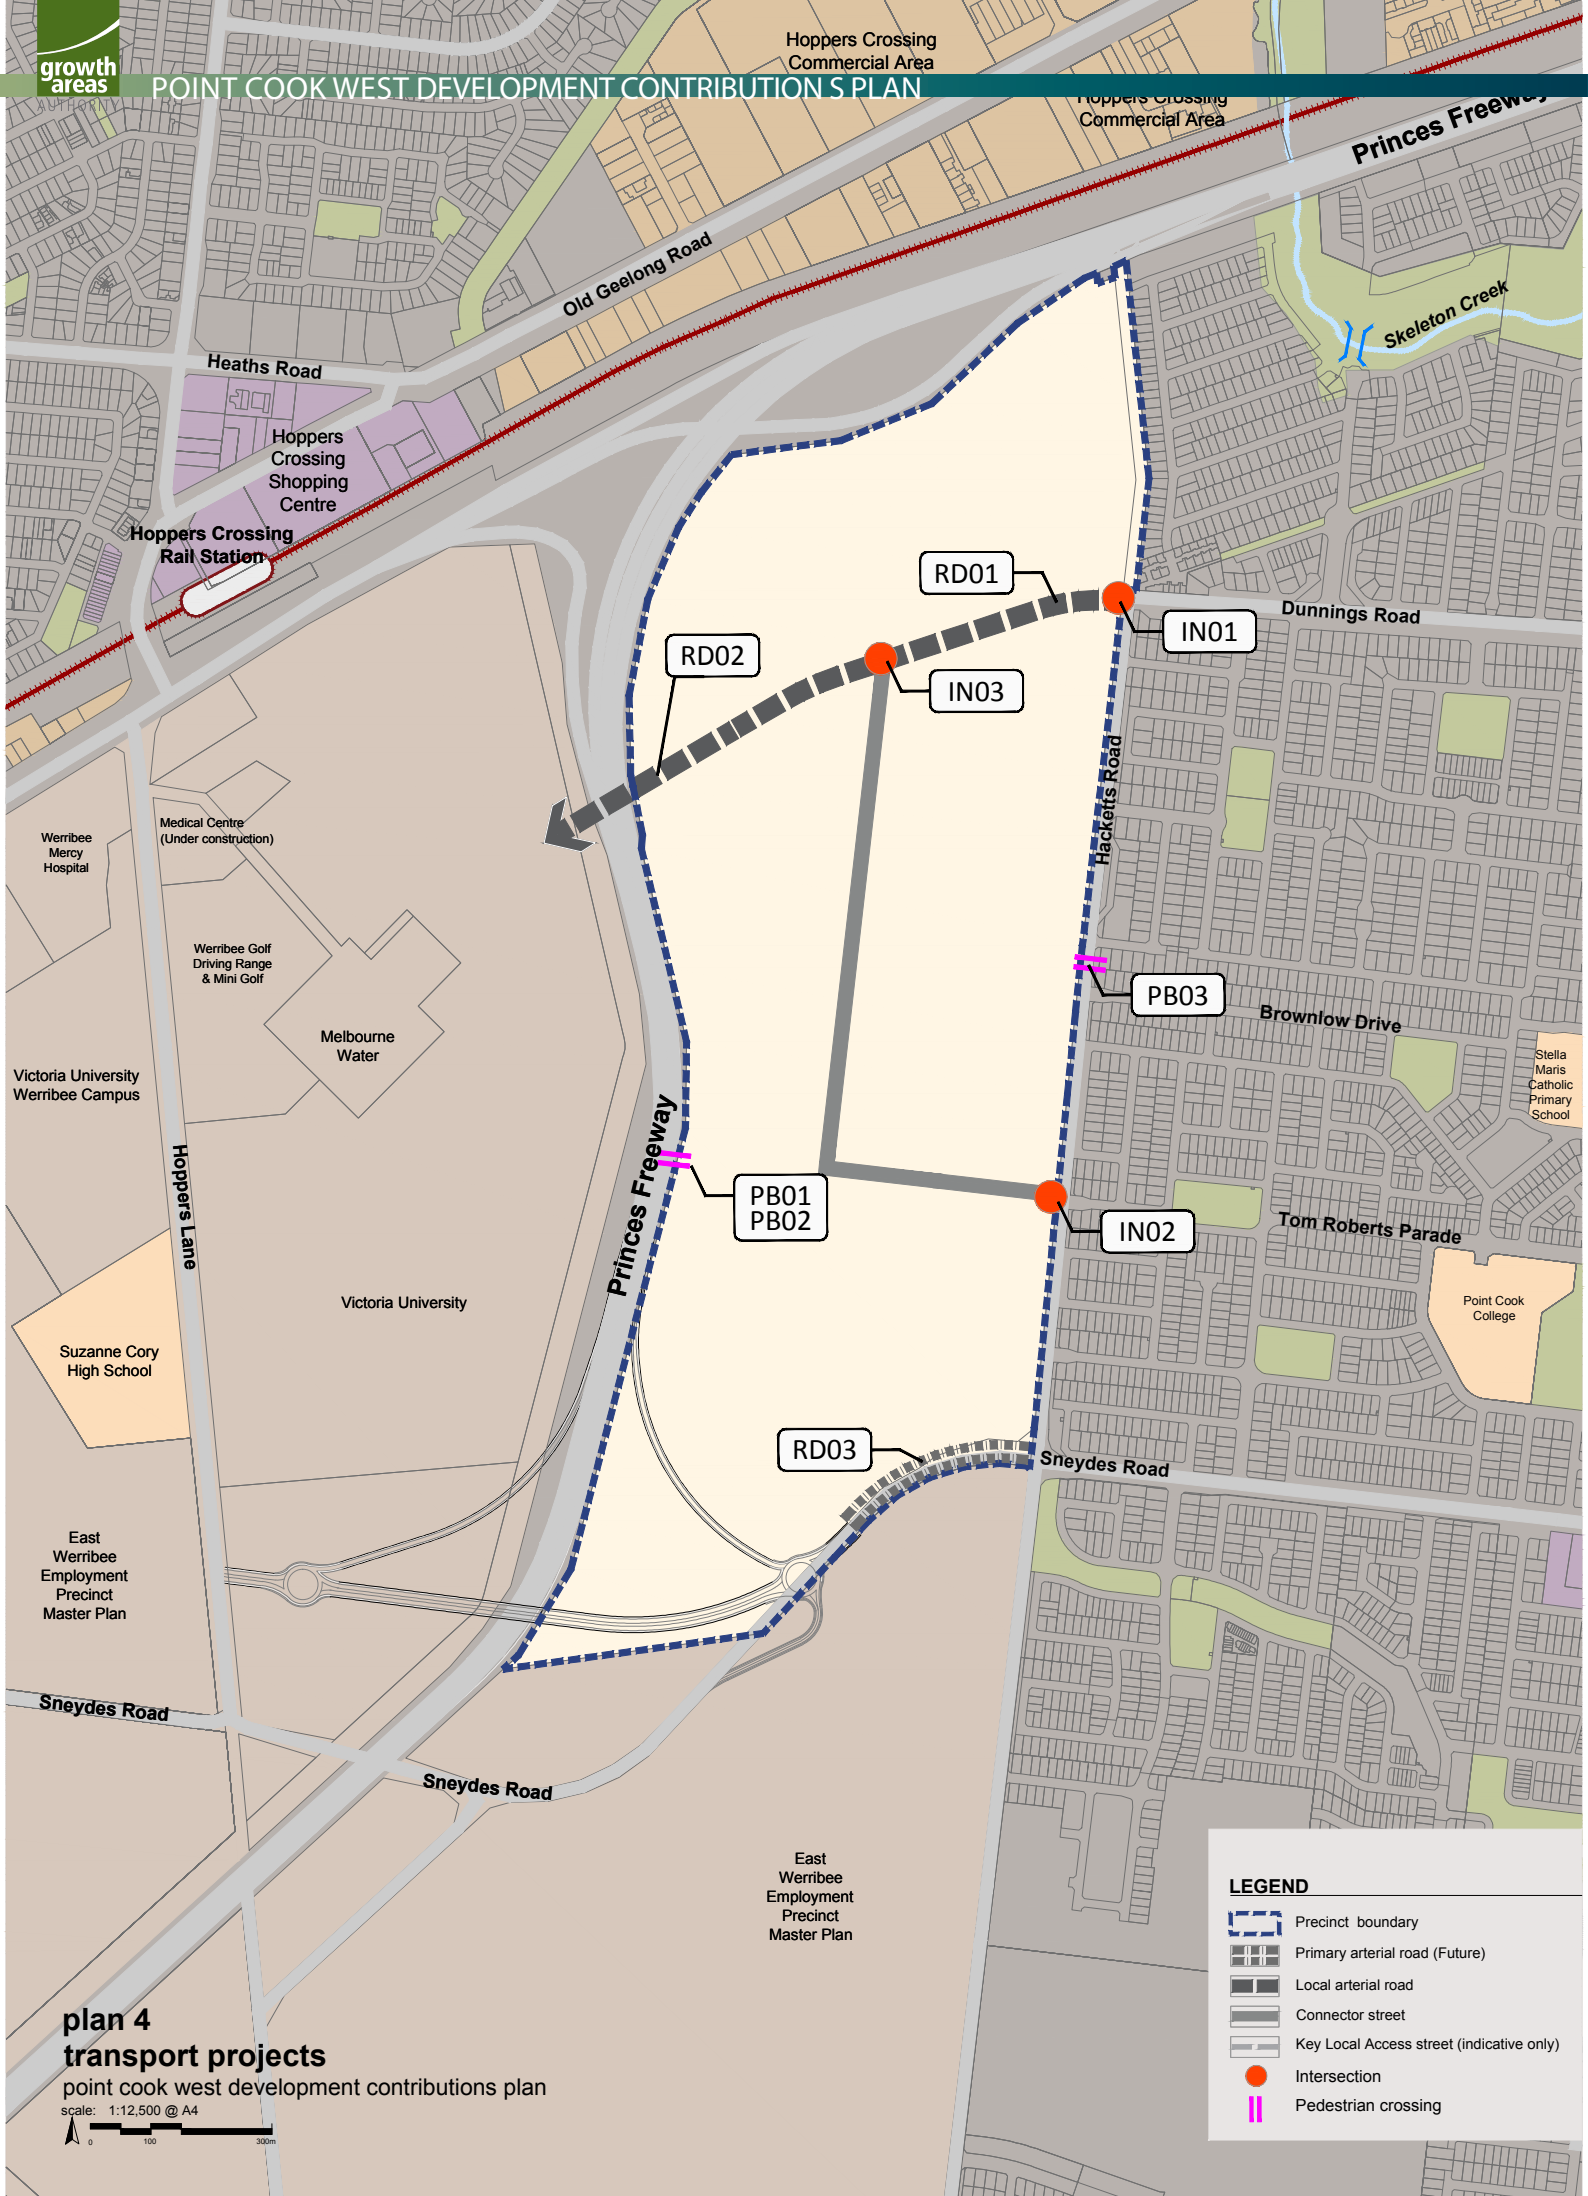 growth
areas
AUTHORITY
POINT COOK WEST DEVELOPMENT CONTRIBUTION S PLAN
Hoppers Crossing
Commercial Area
Hoppers Crossing
Commercial Area
Princes Freeway
Skeleton Creek
Old Geelong Road
Heaths Road
Hoppers
Crossing
Shopping
Centre
Hoppers Crossing
Rail Station
RD01
IN01
Dunnings Road
RD02
IN03
Hacketts Road
Medical Centre
(Under construction)
Werribee
Mercy
Hospital
Werribee Golf
Driving Range
& Mini Golf
Melbourne
Water
PB03
Brownlow Drive
Stella
Maris
Catholic
Primary
School
Victoria University
Werribee Campus
Hoppers Lane
Princes Freeway
PB01
PB02
IN02
Tom Roberts Parade
Point Cook
College
Victoria University
Suzanne Cory
High School
RD03
Sneydes Road
East
Werribee
Employment
Precinct
Master Plan
Sneydes Road
Sneydes Road
East
Werribee
Employment
Precinct
Master Plan
LEGEND
Precinct boundary
Primary arterial road (Future)
Local arterial road
Connector street
Key Local Access street (indicative only)
Intersection
Pedestrian crossing
plan 4
transport projects
point cook west development contributions plan
scale: 1:12,500 @ A4
0 100 300m